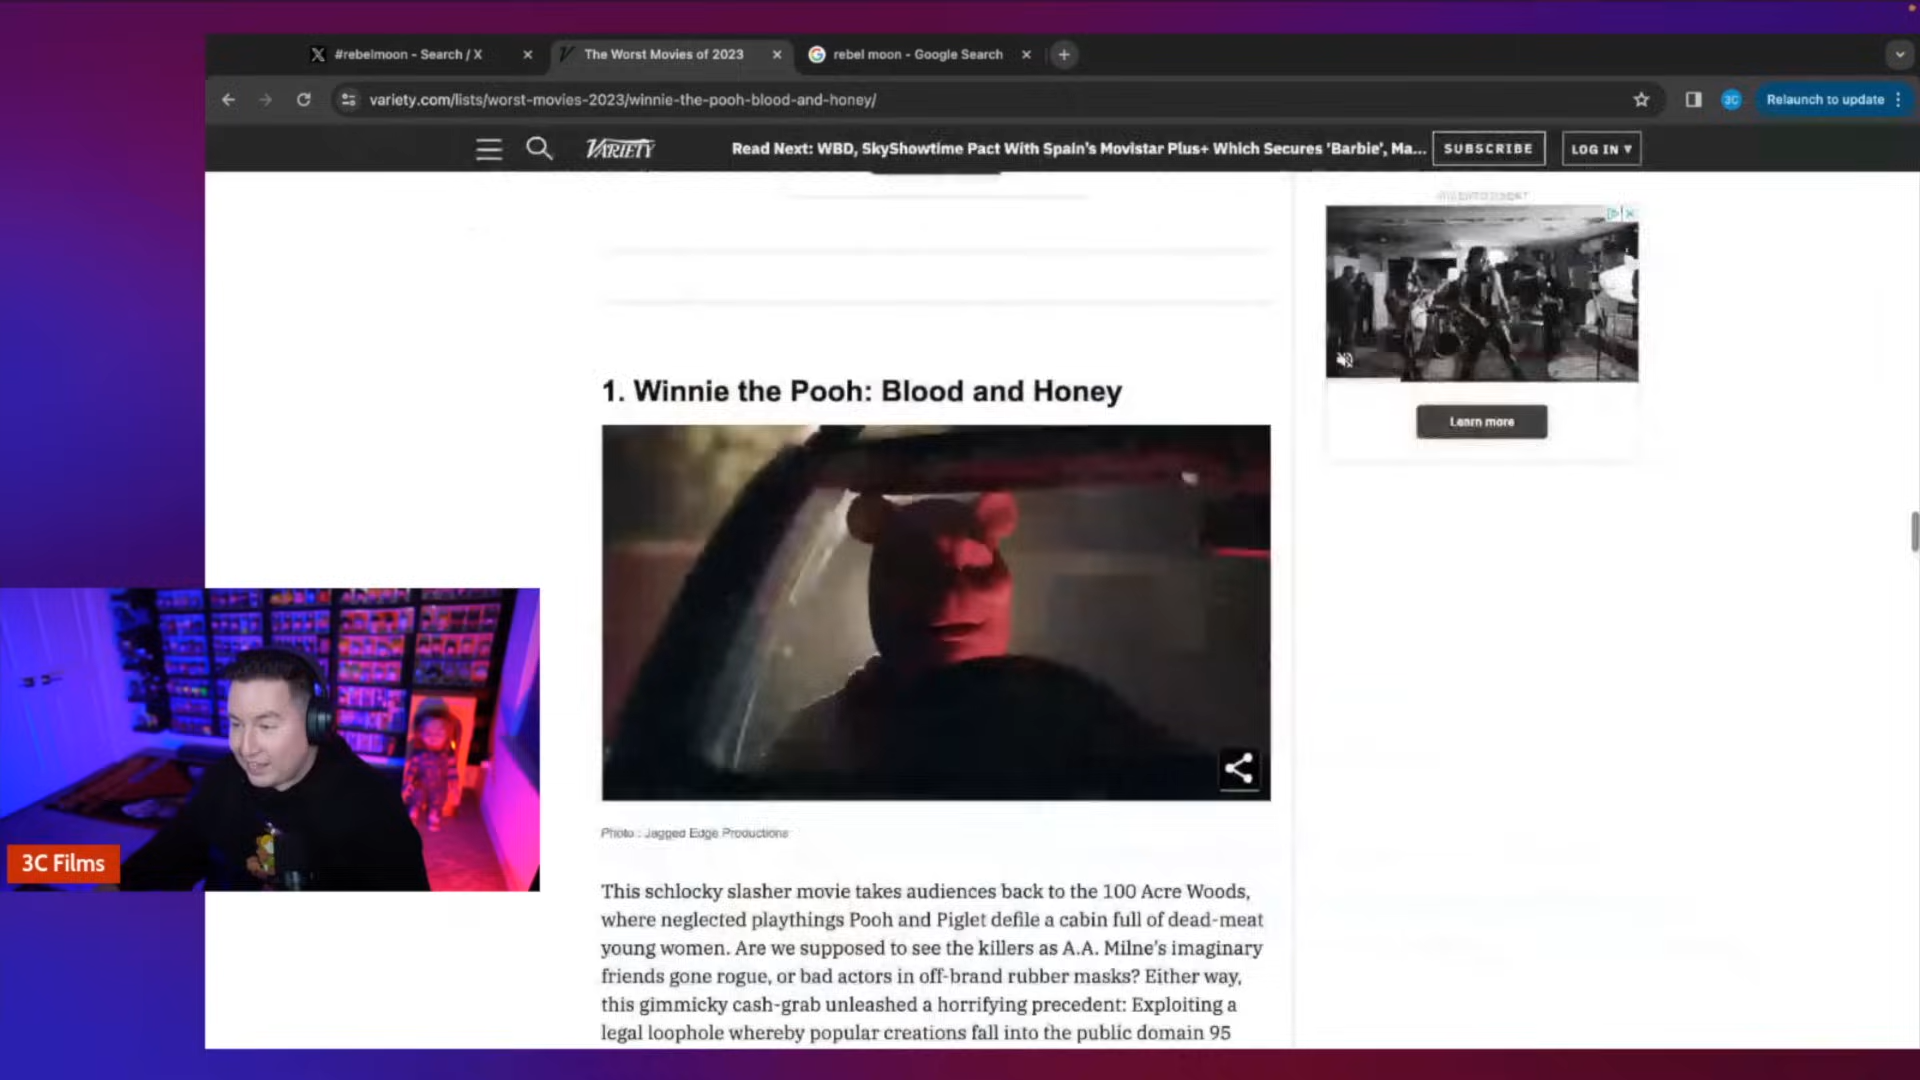 #rebelmoon - Search / X
The Worst Movies of 2023
rebel moon - Google Search
variety.com/lists/worst-movies-2023/winnie-the-pooh-blood-and-honey/
3C
Relaunch to update
VARIETY
Read Next: WBD, SkyShowtime Pact With Spain's Movistar Plus+ Which Secures 'Barbie', Ma...
SUBSCRIBE
LOG IN
ADVERTISEMENT
1. Winnie the Pooh: Blood and Honey
Learn more
Photo : Jagged Edge Productions
3C Films
This schlocky slasher movie takes audiences back to the 100 Acre Woods,
where neglected playthings Pooh and Piglet defile a cabin full of dead-meat
young women. Are we supposed to see the killers as A.A. Milne's imaginary
friends gone rogue, or bad actors in off-brand rubber masks? Either way,
this gimmicky cash-grab unleashed a horrifying precedent: Exploiting a
legal loophole whereby popular creations fall into the public domain 95